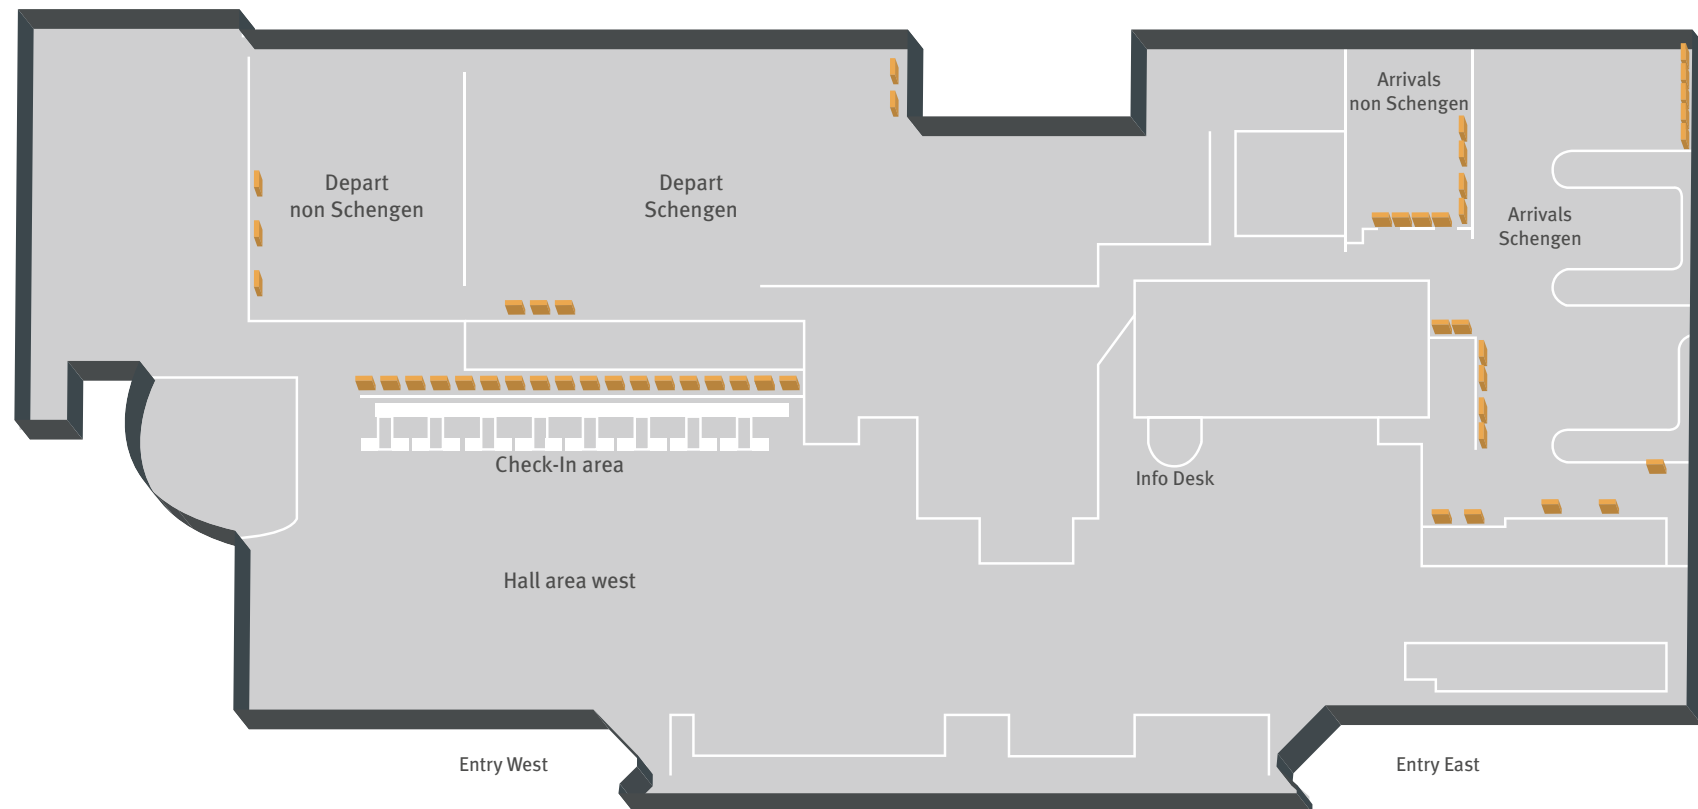 Arrivals
non Schengen
Depart
non Schengen
Depart
Schengen
Arrivals
Schengen
Check-In area
Info Desk
Hall area west
Entry West
Entry East